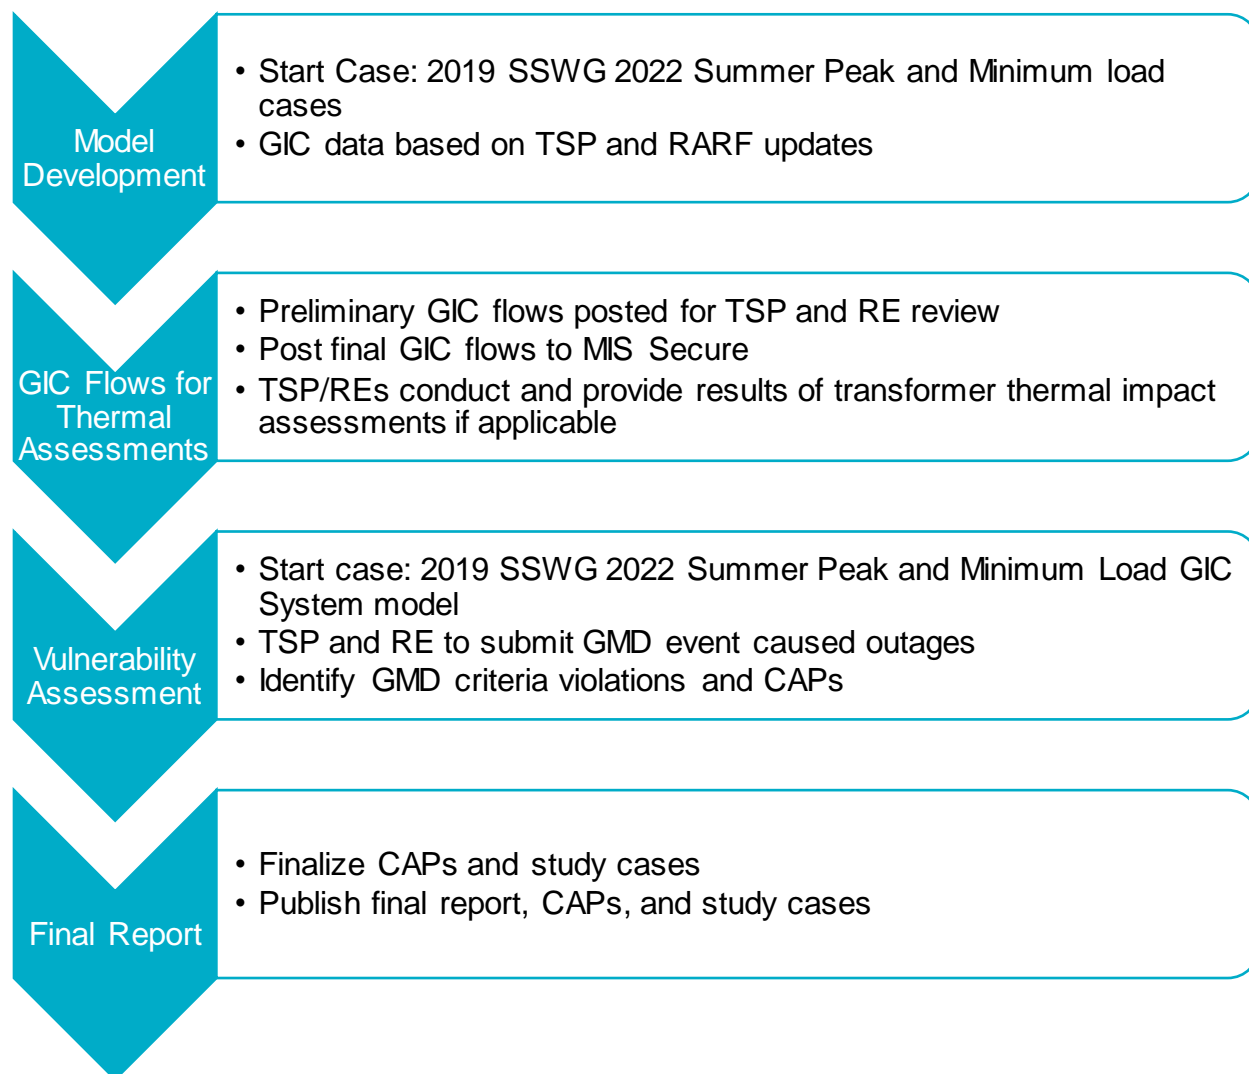 Model
Development
• Start Case: 2019 SSWG 2022 Summer Peak and Minimum load
cases
• GIC data based on TSP and RARF updates
GIC Flows for
Thermal
Assessments
• Preliminary GIC flows posted for TSP and RE review
• Post final GIC flows to MIS Secure
• TSP/REs conduct and provide results of transformer thermal impact
assessments if applicable
Vulnerability
Assessment
• Start case: 2019 SSWG 2022 Summer Peak and Minimum Load GIC
System model
• TSP and RE to submit GMD event caused outages
• Identify GMD criteria violations and CAPs
Final Report
• Finalize CAPs and study cases
• Publish final report, CAPs, and study cases